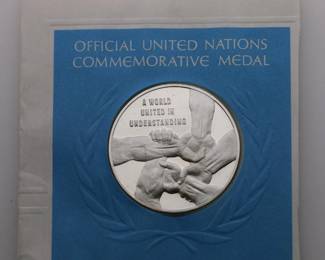 OFFICIAL UNITED NATIONS
COMMEMORATIVE MEDAL
A WORLD
UNITED IN
UNDERSTANDING